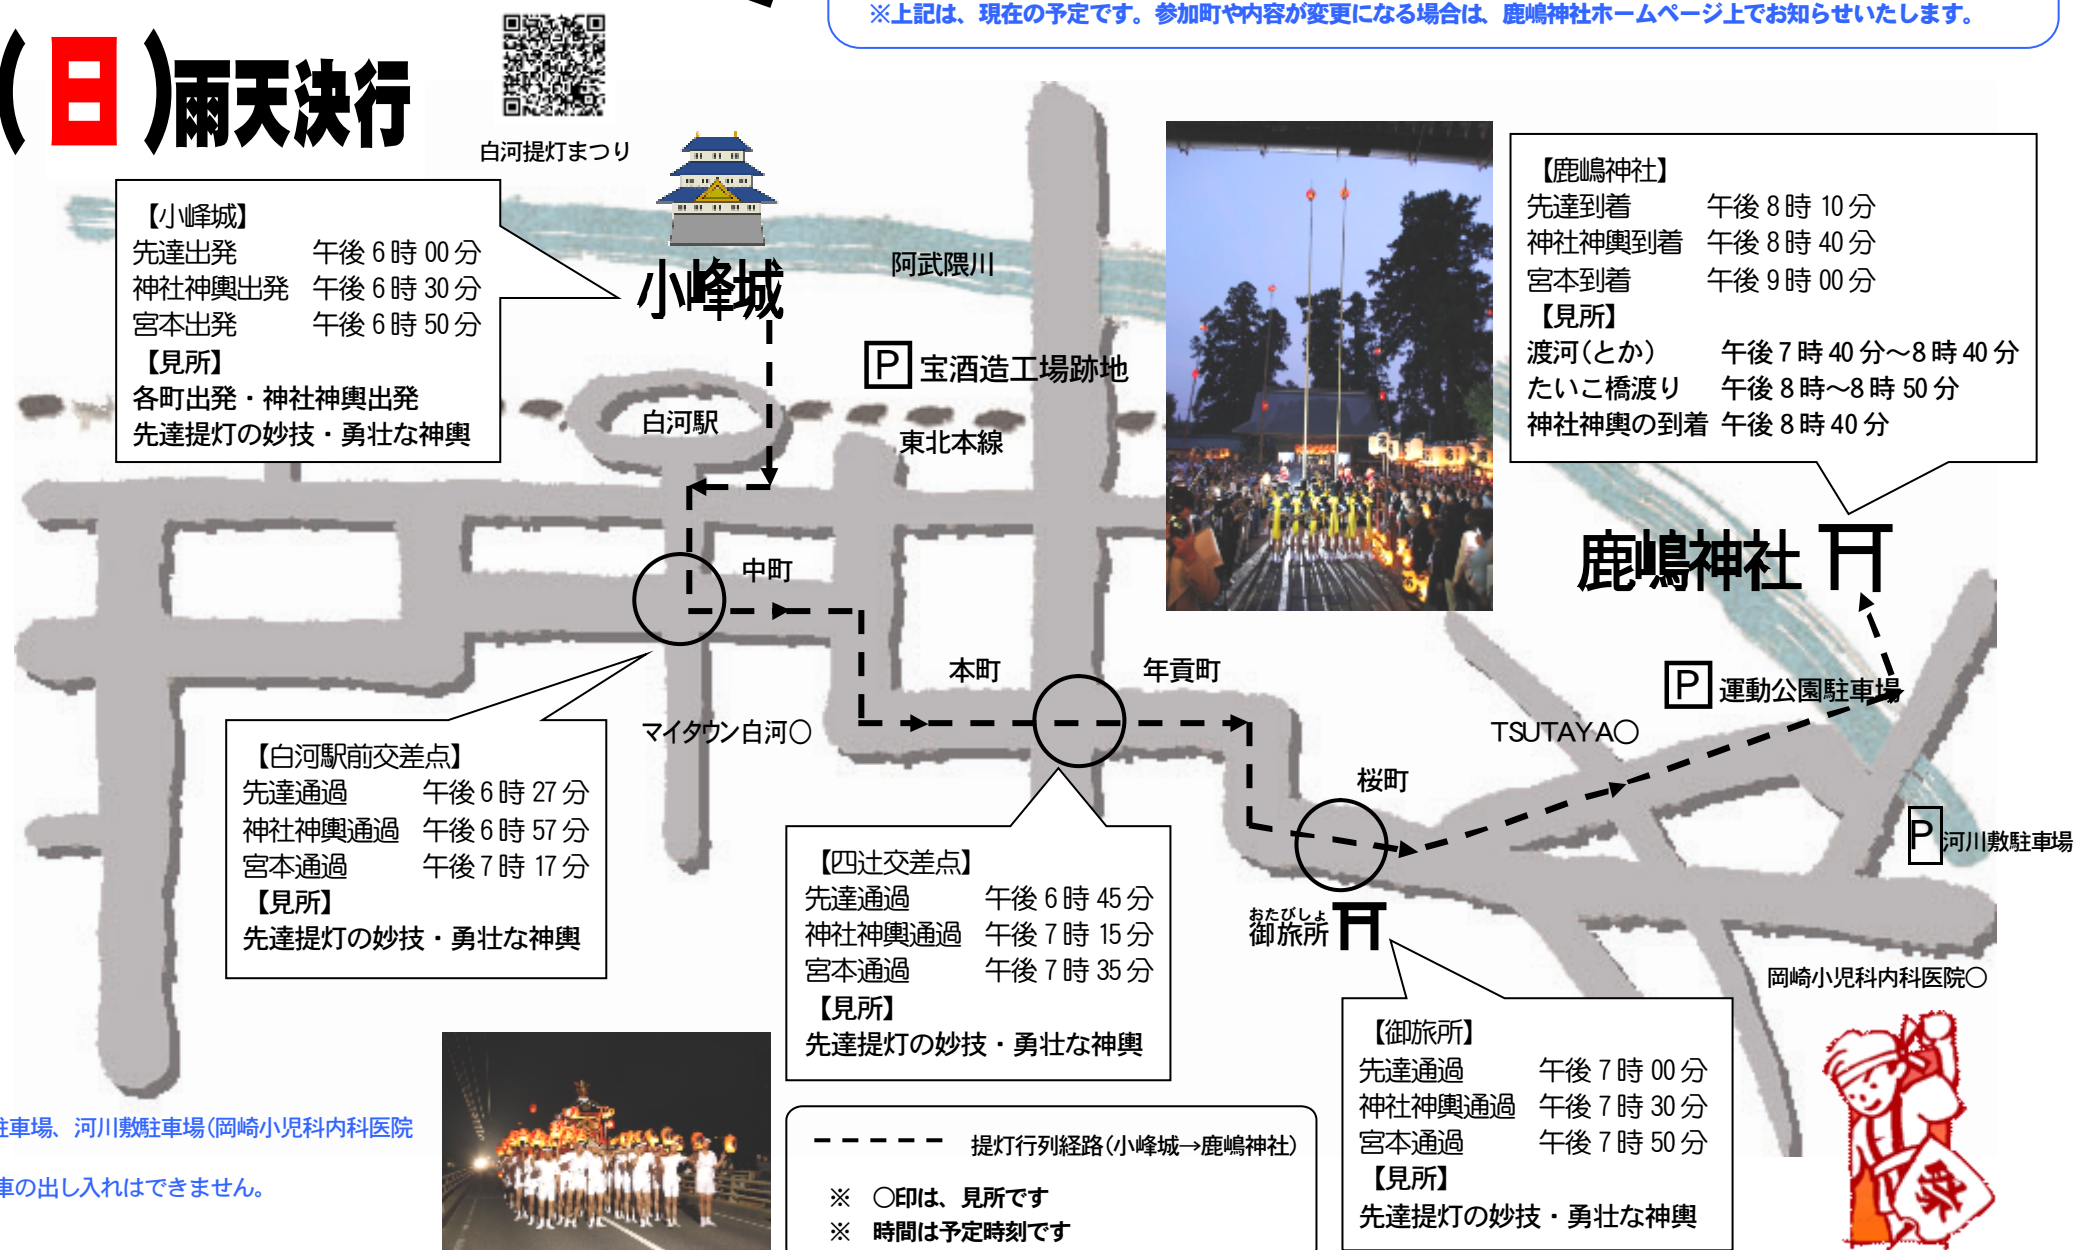 ※上記は、現在の予定です。参加町や内容が変更になる場合は、鹿嶋神社ホームページ上でお知らせいたします。
(日)雨天決行
白河提灯まつり
【小峰城】
先達出発 午後6時00分
神社神輿出発 午後6時30分
宮本出発 午後6時50分
【見所】
各町出発・神社神輿出発
先達提灯の妙技・勇壮な神輿
小峰城
阿武隈川
P 宝酒造工場跡地
白河駅
東北本線
【鹿嶋神社】
先達到着 午後8時10分
神社神輿到着 午後8時40分
宮本到着 午後9時00分
【見所】
渡河(とか) 午後7時40分～8時40分
たいこ橋渡り 午後8時～8時50分
神社神輿の到着 午後8時40分
鹿嶋神社
中町
本町
年貢町
P 運動公園駐車場
マイタウン白河○
TSUTAYA○
桜町
P 河川敷駐車場
【白河駅前交差点】
先達通過 午後6時27分
神社神輿通過 午後6時57分
宮本通過 午後7時17分
【見所】
先達提灯の妙技・勇壮な神輿
【四辻交差点】
先達通過 午後6時45分
神社神輿通過 午後7時15分
宮本通過 午後7時35分
【見所】
先達提灯の妙技・勇壮な神輿
おたびしょ
御旅所
岡崎小児科内科医院○
【御旅所】
先達通過 午後7時00分
神社神輿通過 午後7時30分
宮本通過 午後7時50分
【見所】
先達提灯の妙技・勇壮な神輿
駐車場、河川敷駐車場(岡崎小児科内科医院
車の出し入れはできません。
提灯行列経路(小峰城→鹿嶋神社)
※ ○印は、見所です
※ 時間は予定時刻です